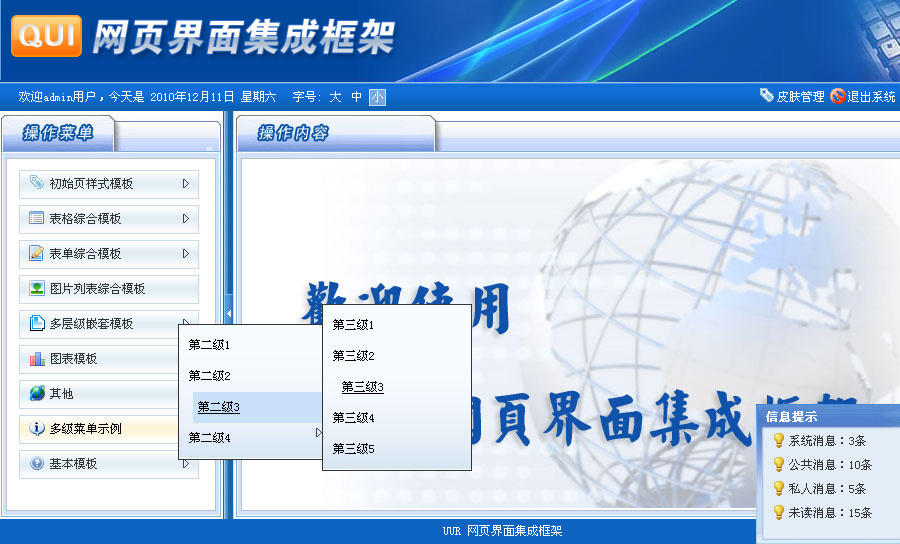 QUI 网页界面集成框架
欢迎admin用户，今天是 2010年12月11日 星期六 字号: 大 中 小
皮肤管理 退出系统
操作菜单
操作内容
初始页样式模板
表格综合模板
表单综合模板
图片列表综合模板
多层级嵌套模板
图表模板
其他
多级菜单示例
基本模板
第二级1
第二级2
第二级3
第二级4
第三级1
第三级2
第三级3
第三级4
第三级5
歡迎使用
頁界面集成框架
信息提示
系统消息：3条
公共消息：10条
私人消息：5条
未读消息：15条
UUR 网页界面集成框架